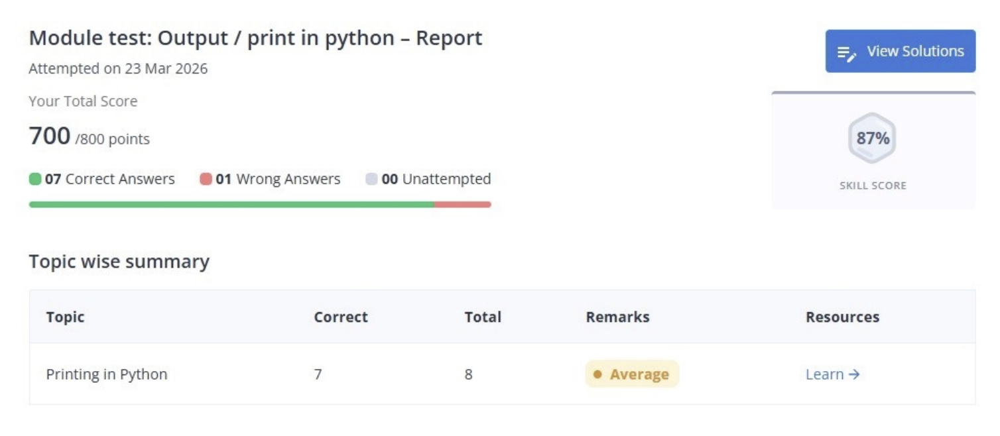 Module test: Output / print in python – Report
View Solutions
Attempted on 23 Mar 2026
Your Total Score
700 /800 points
87%
SKILL SCORE
07 Correct Answers 01 Wrong Answers 00 Unattempted
Topic wise summary
Topic Correct Total Remarks Resources
Printing in Python 7 8 Average Learn →